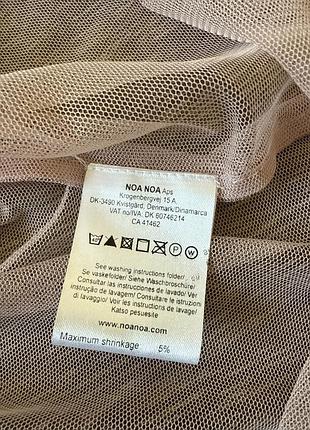 NOA NOA Aps
Krogenbergvej 15 A,
DK-3490 Kvistgård, Denmark/Dinamarca
VAT no/IVA: DK 60746214
CA 41462
See washing instructions folder/
Se vaskefolder/ Siehe Waschbroschüre/
Consultar las instrucciones de lavado/ Ver
instrução de lavagem/ Consultare le istruzioni
di lavaggio/ Voir les instructions de lavage/
Katso pesuesite
www.noanoa.com
Maximum shrinkage 5%